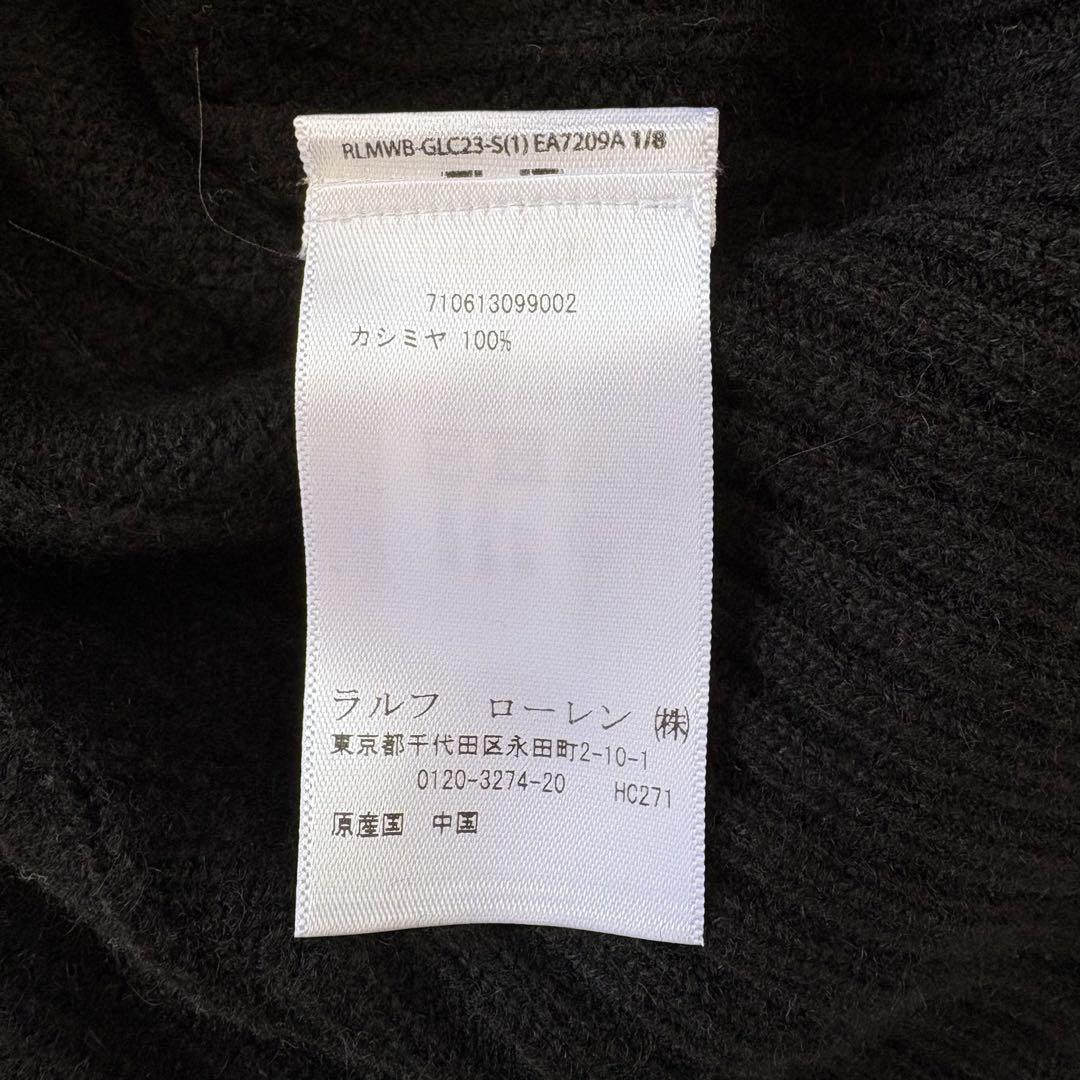 RLMWB-GLC23-S(1) EA7209A 1/8
710613099002
カシミヤ 100%
ラルフ ローレン ㈱
東京都千代田区永田町2-10-1
0120-3274-20 HC271
原産国 中国